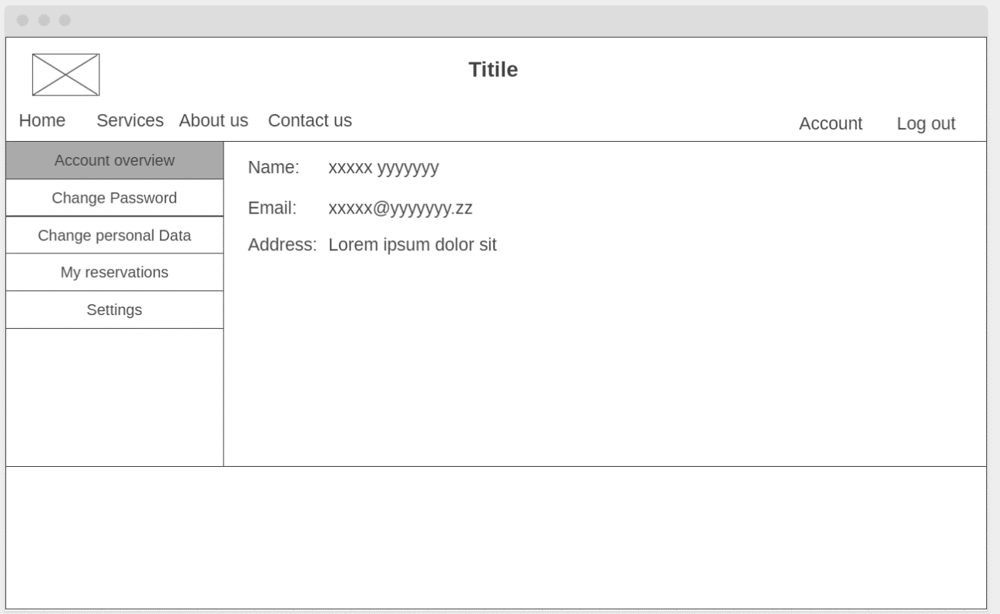 Titile
Home Services About us Contact us Account Log out
Account overview
Change Password
Change personal Data
My reservations
Settings
Name: xxxxx yyyyyyy
Email: xxxxx@yyyyyyy.zz
Address: Lorem ipsum dolor sit